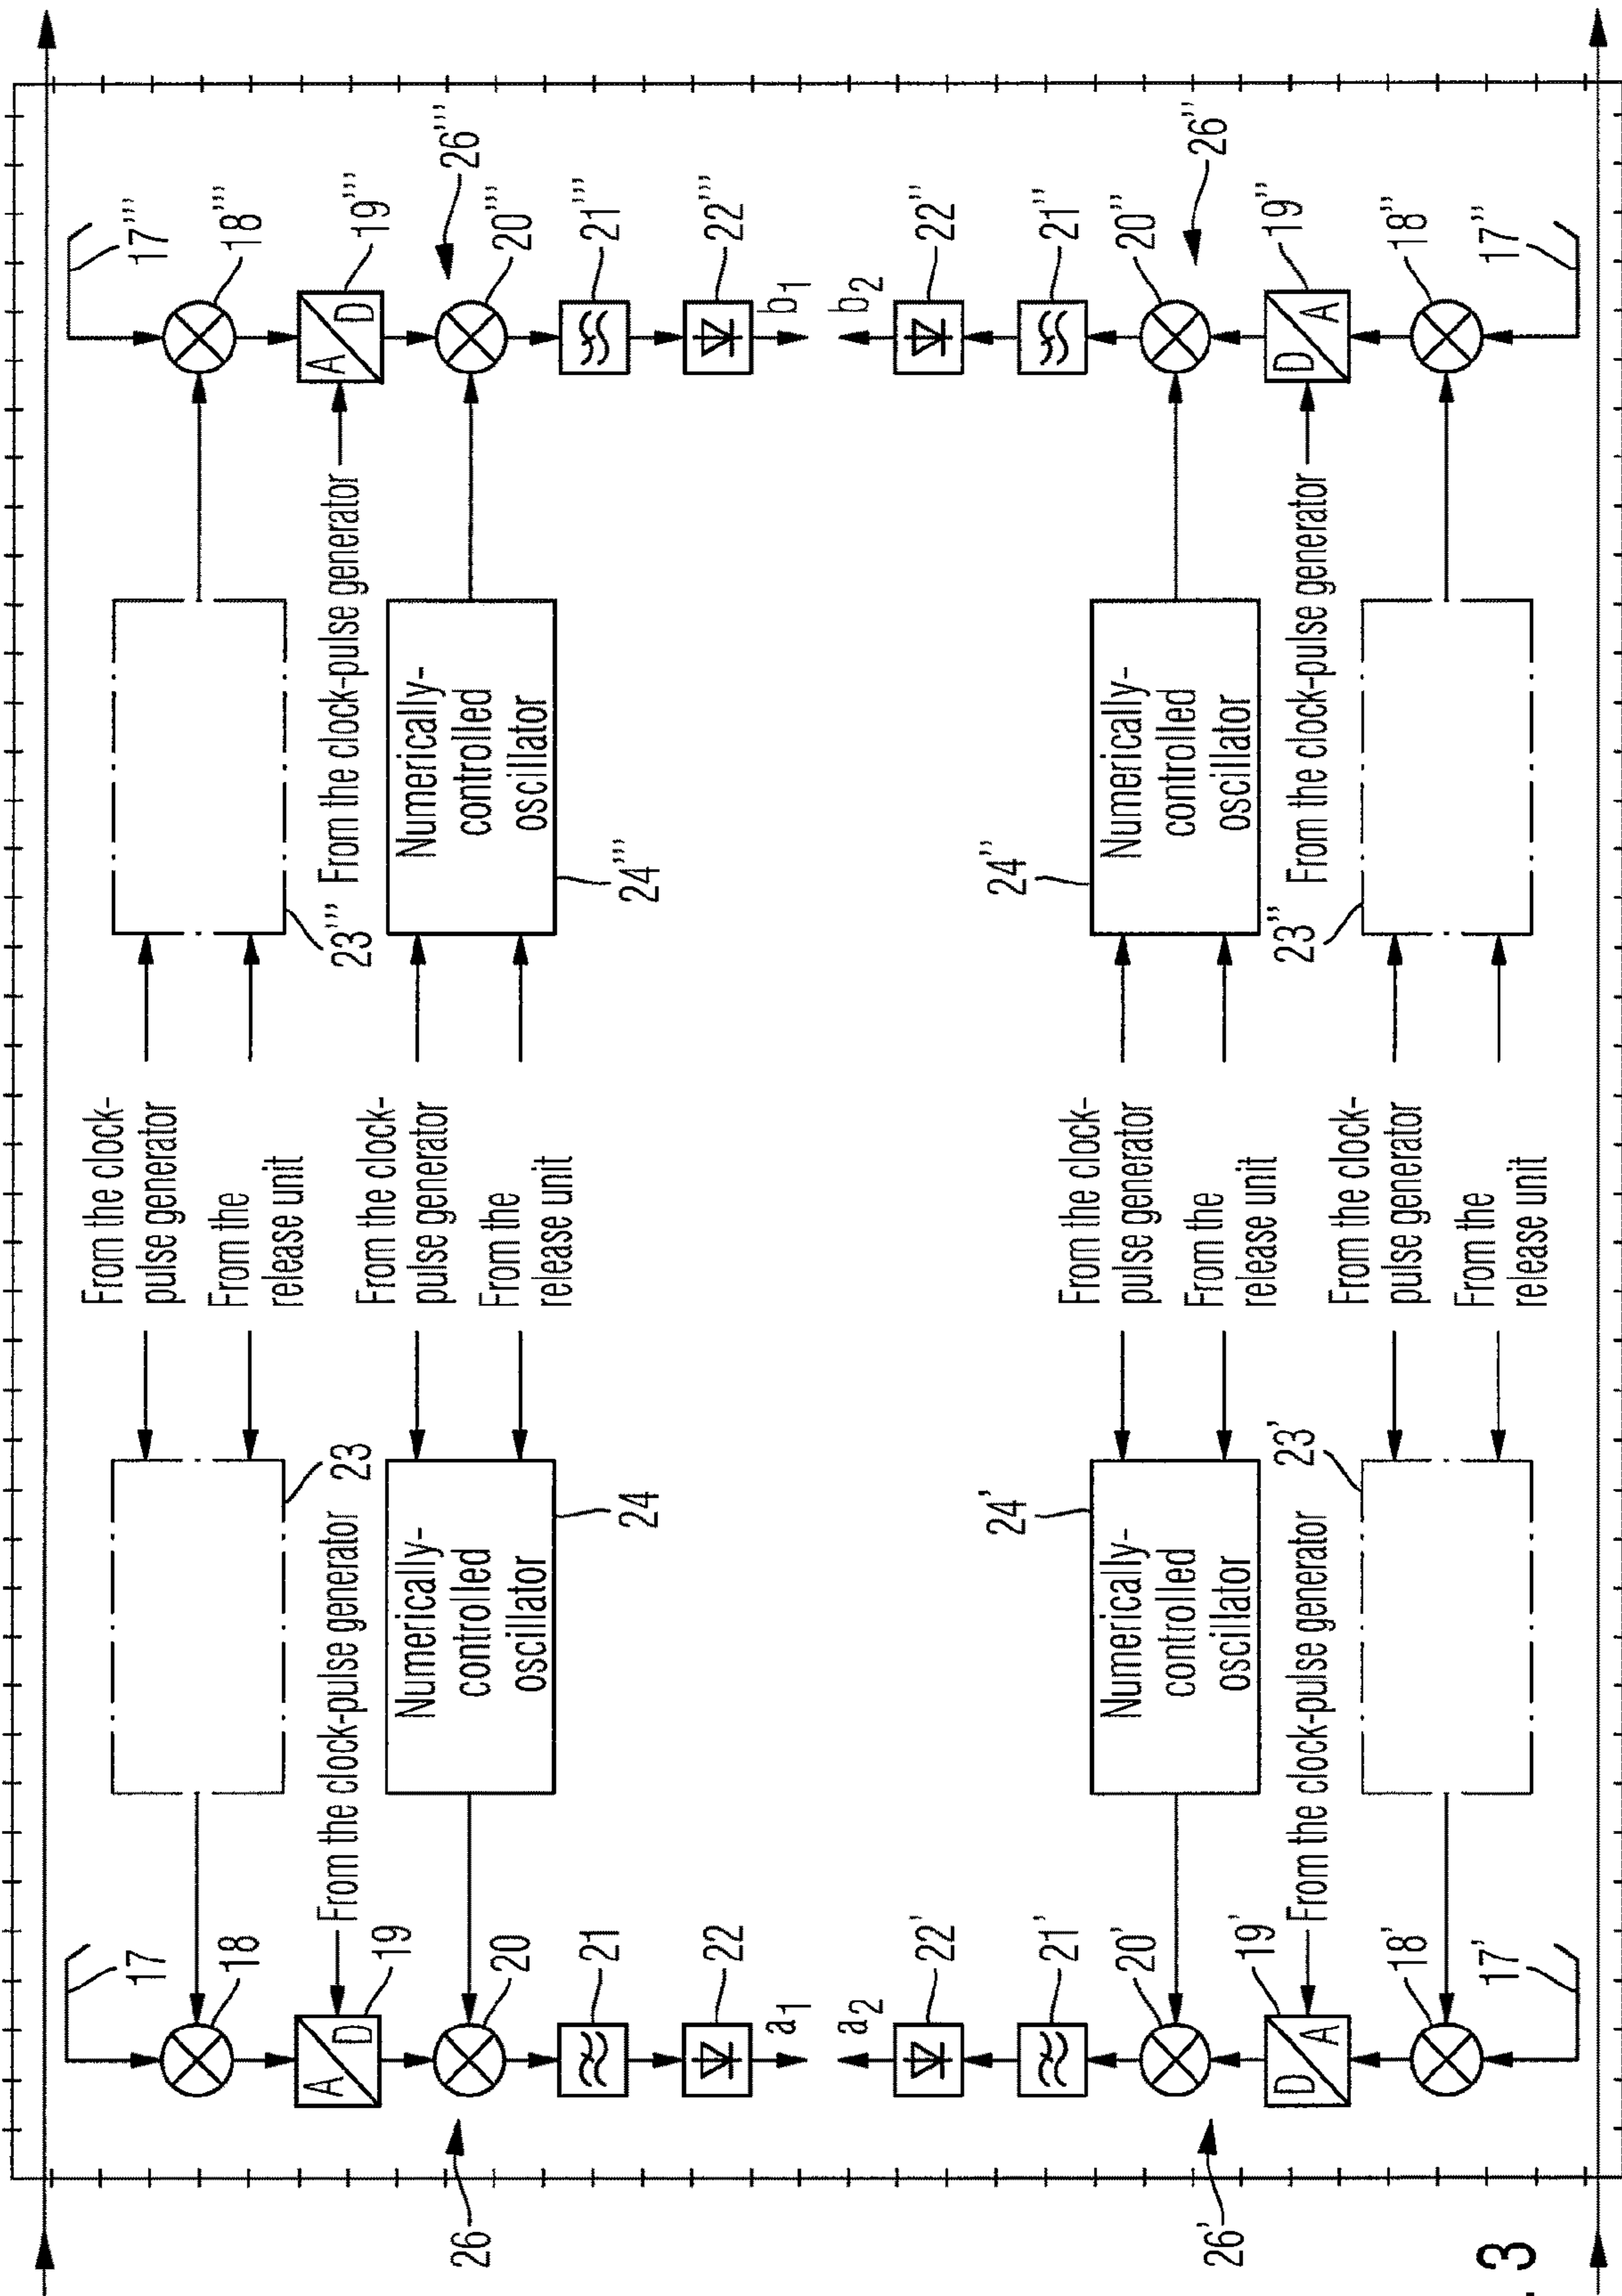 17
17'''
From the clock-
pulse generator
18
18'''
From the
release unit
A
D
19
From the clock-pulse generator
23
23'''
From the clock-pulse generator
A
D
19'''
26
Numerically-
controlled
oscillator
From the clock-
pulse generator
Numerically-
controlled
oscillator
26'''
20
From the
release unit
20'''
21
24
24'''
21'''
22
22'''
a1
b1
a2
b2
22'
22''
21'
24'
24''
21''
20'
Numerically-
controlled
oscillator
From the clock-
pulse generator
Numerically-
controlled
oscillator
20''
26'
From the
release unit
26''
D
A
19'
From the clock-pulse generator
23'
23''
From the clock-pulse generator
D
A
19''
18'
From the clock-
pulse generator
18''
17'
From the
release unit
17''
3